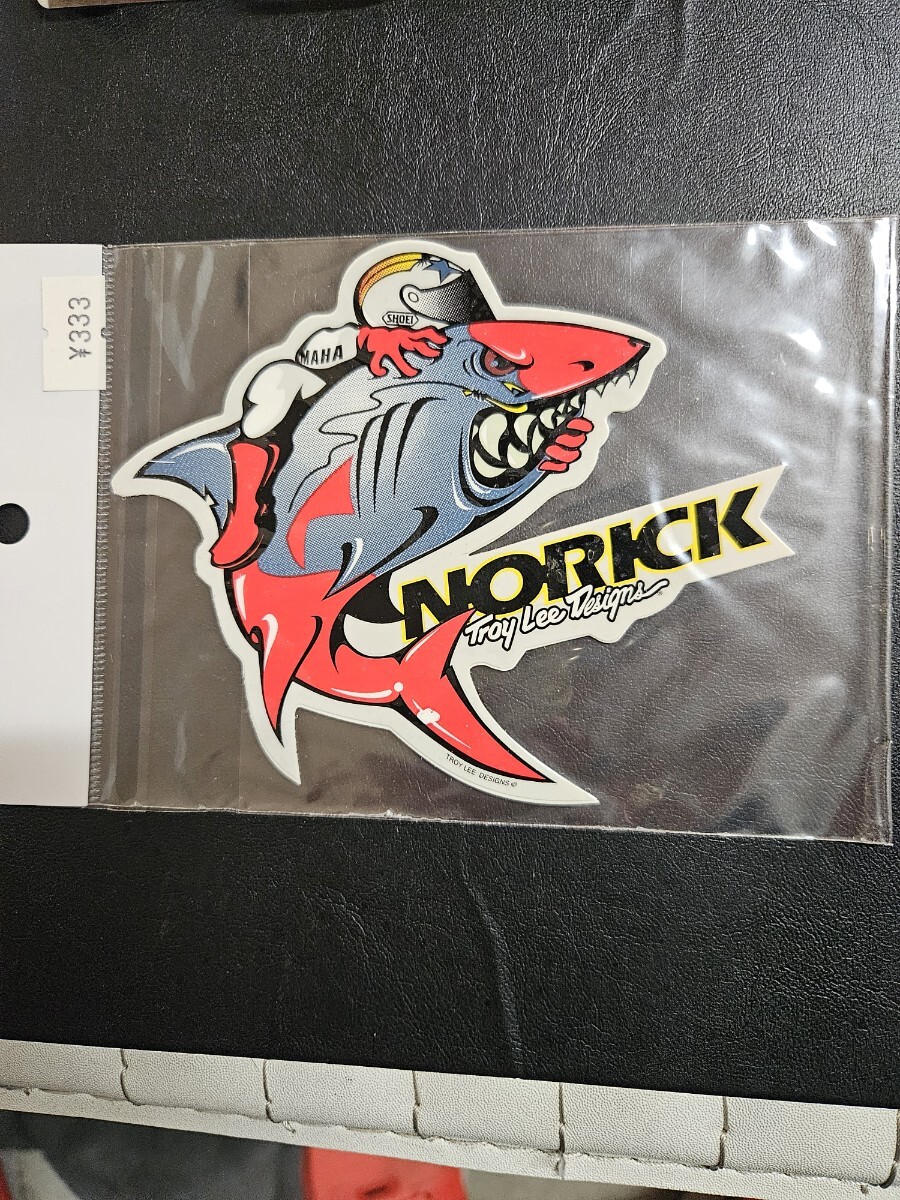 ¥333
SHOEI
MAHA
NORICK
Troy Lee Designs
TROY LEE DESIGNS ©